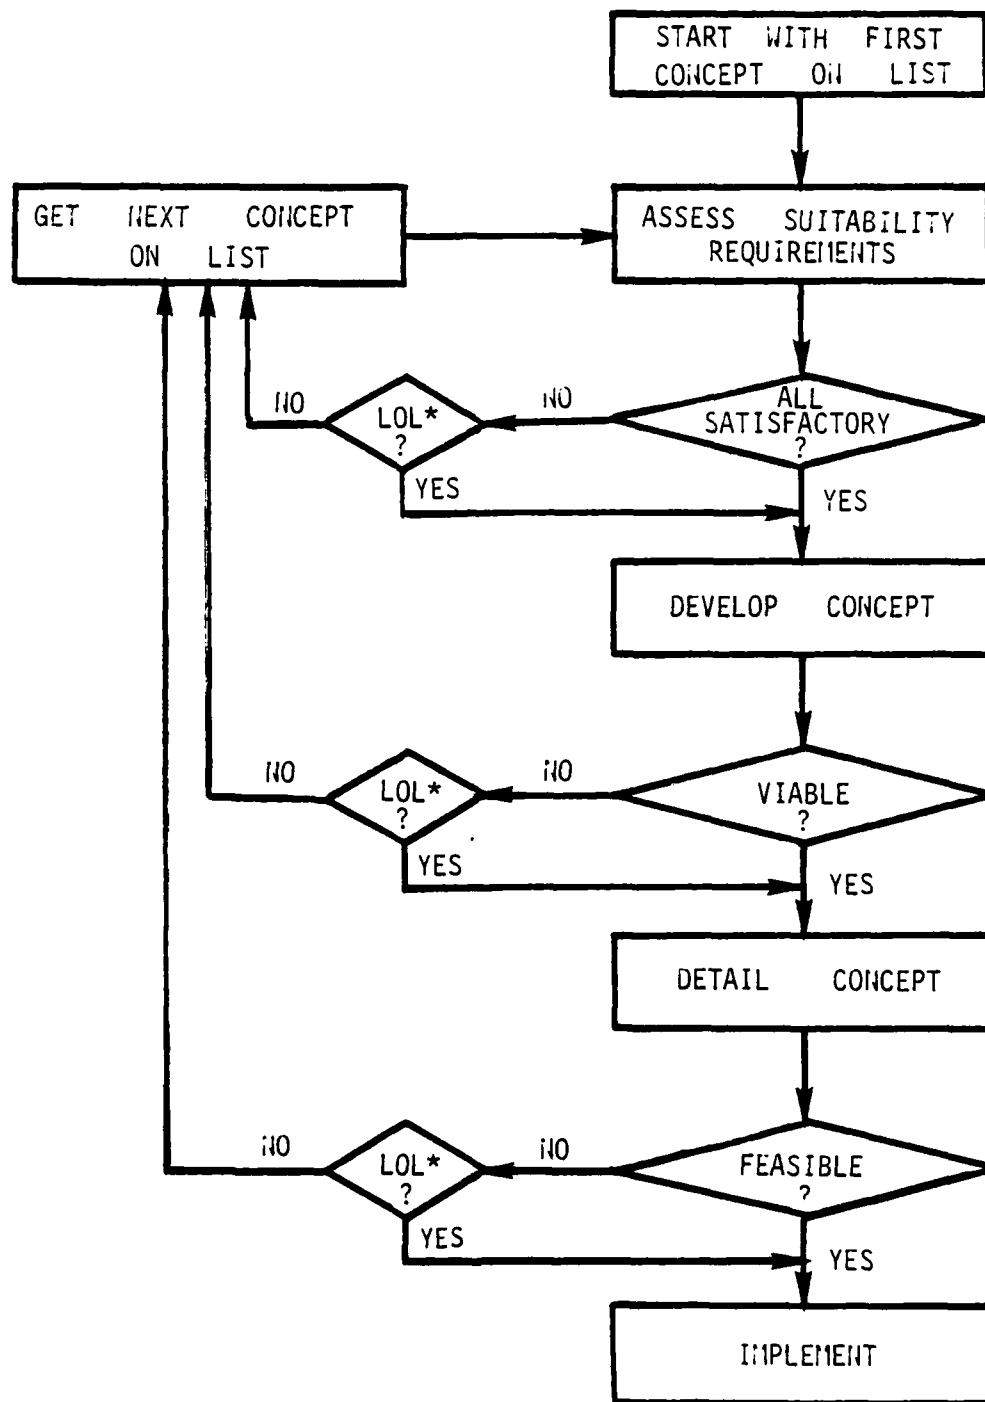 START WITH FIRST
CONCEPT ON LIST
GET NEXT CONCEPT
ON LIST
ASSESS SUITABILITY
REQUIREMENTS
ALL
SATISFACTORY
?
NO
LOL*
?
NO
YES
YES
DEVELOP CONCEPT
VIABLE
?
NO
LOL*
?
NO
YES
YES
DETAIL CONCEPT
FEASIBLE
?
NO
LOL*
?
NO
YES
YES
IMPLEMENT